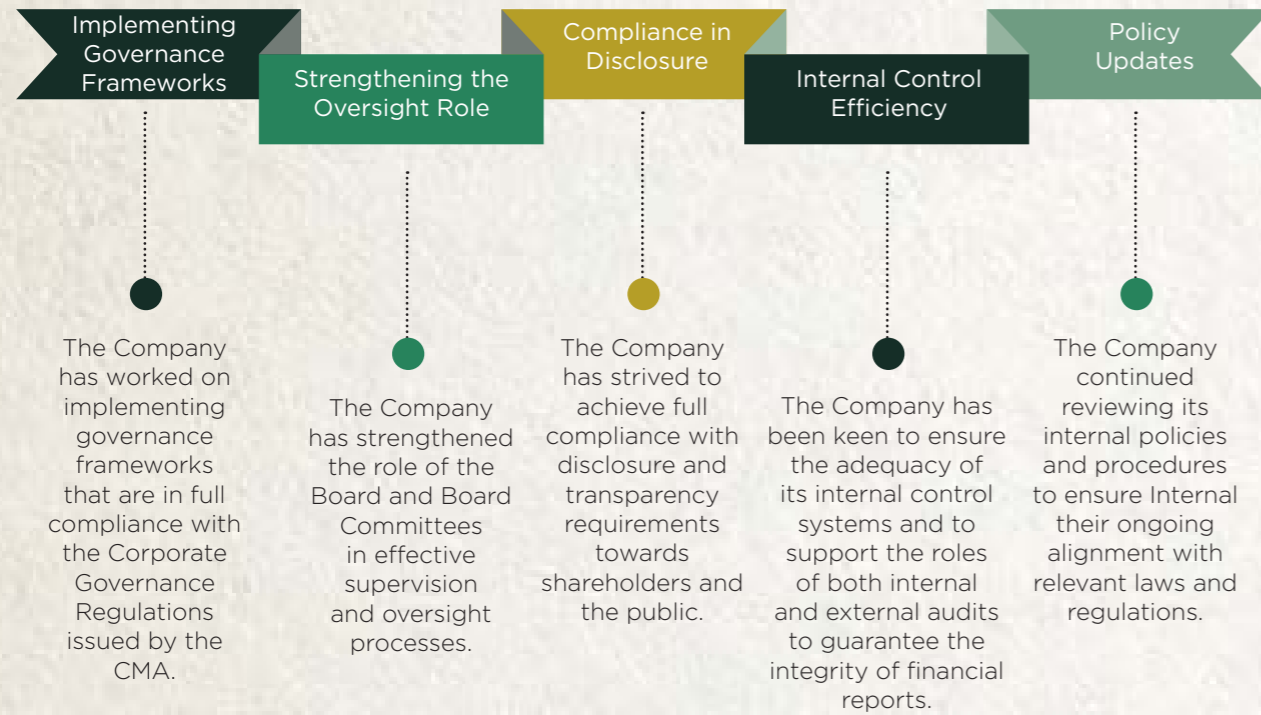 Implementing
Governance
Frameworks
Strengthening the
Oversight Role
Compliance in
Disclosure
Internal Control
Efficiency
Policy
Updates
The Company
has worked on
implementing
governance
frameworks
that are in full
compliance with
the Corporate
Governance
Regulations
issued by the
CMA.
The Company
has strengthened
the role of the
Board and Board
Committees
in effective
supervision
and oversight
processes.
The Company
has strived to
achieve full
compliance with
disclosure and
transparency
requirements
towards
shareholders and
the public.
The Company has
been keen to ensure
the adequacy of
its internal control
systems and to
support the roles
of both internal
and external audits
to guarantee the
integrity of financial
reports.
The Company
continued
reviewing its
internal policies
and procedures
to ensure Internal
their ongoing
alignment with
relevant laws and
regulations.